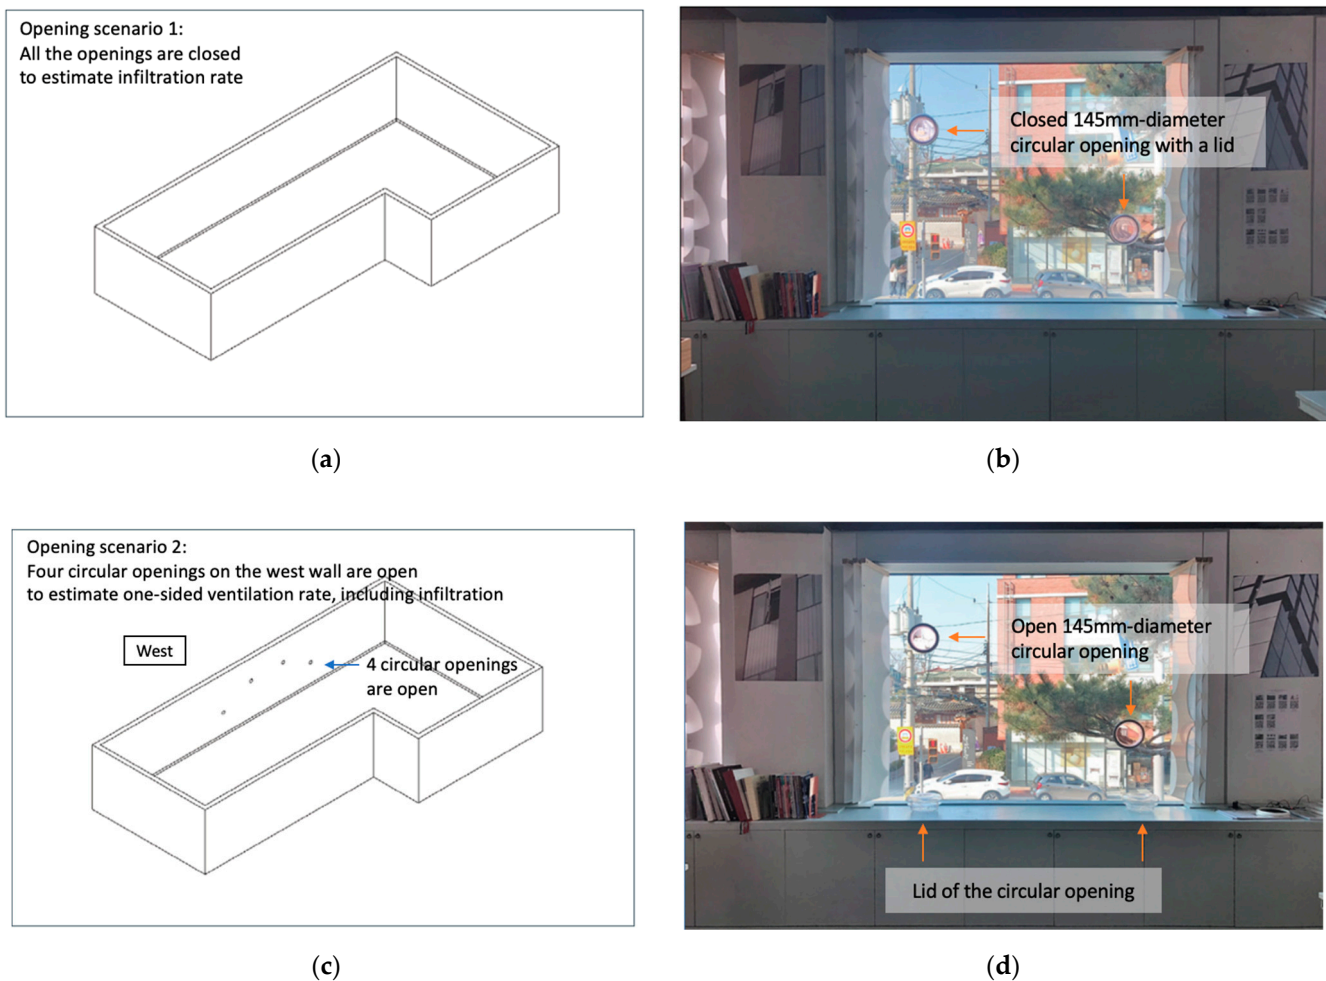 Opening scenario 1:
All the openings are closed
to estimate infiltration rate
Closed 145mm-diameter
circular opening with a lid
(a)
(b)
Opening scenario 2:
Four circular openings on the west wall are open
to estimate one-sided ventilation rate, including infiltration
West
4 circular openings
are open
Open 145mm-diameter
circular opening
Lid of the circular opening
(c)
(d)